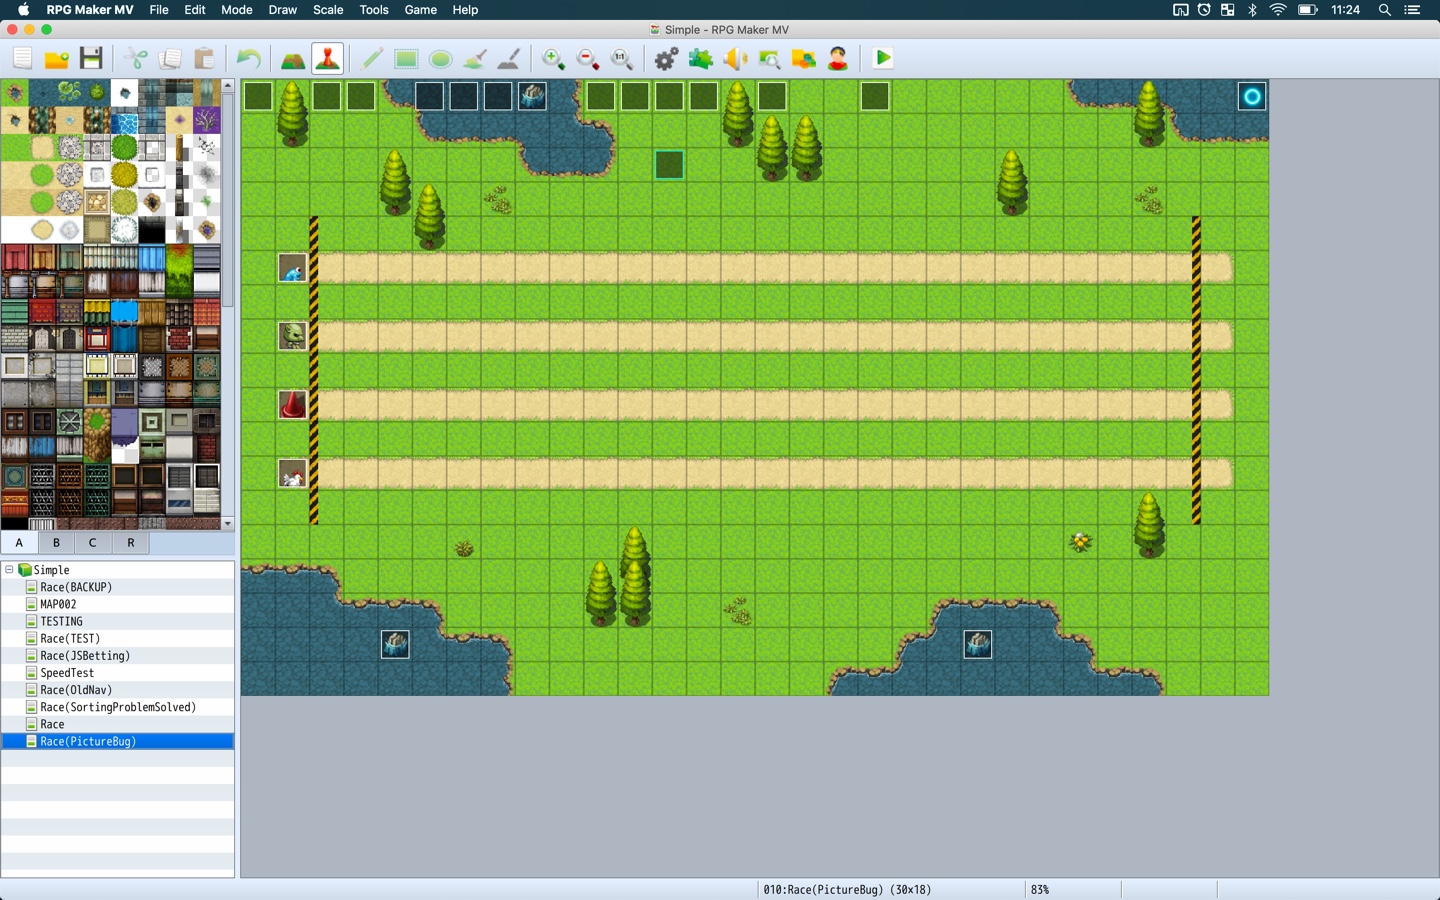 RPG Maker MV File Edit Mode Draw Scale Tools Game Help 11:24
Simple - RPG Maker MV
1:1
A B C R
Simple
Race(BACKUP)
MAP002
TESTING
Race(TEST)
Race(JSBetting)
SpeedTest
Race(OldNav)
Race(SortingProblemSolved)
Race
Race(PictureBug)
010:Race(PictureBug) (30x18) 83%